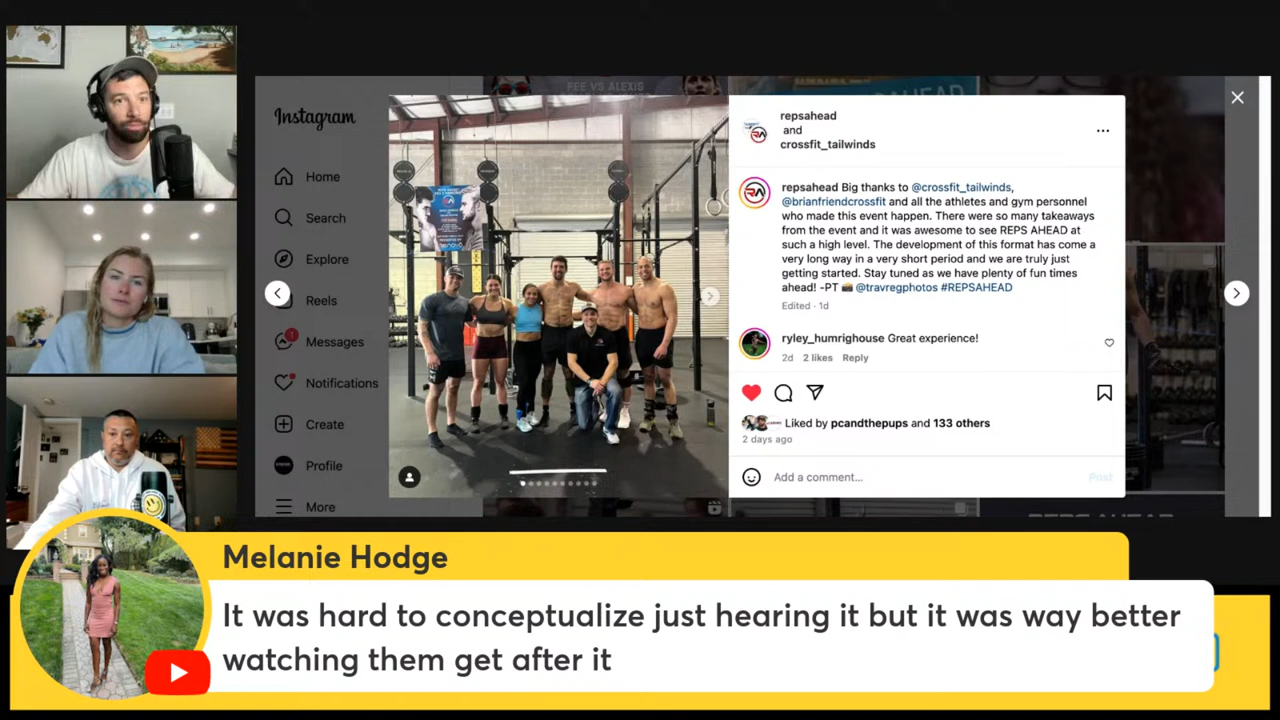 FEE VS ALEXIS
Instagram
Home
Search
Explore
Reels
1
Messages
Notifications
Create
Profile
More
repsahead
and
crossfit_tailwinds
repsahead Big thanks to @crossfit_tailwinds,
@brianfriendcrossfit and all the athletes and gym personnel
who made this event happen. There were so many takeaways
from the event and it was awesome to see REPS AHEAD at
such a high level. The development of this format has come a
very long way in a very short period and we are truly just
getting started. Stay tuned as we have plenty of fun times
ahead! -PT 📸 @travregphotos #REPSAHEAD
Edited · 1d
ryley_humrighouse Great experience!
2d 2 likes Reply
Liked by pcandthepups and 133 others
2 days ago
Add a comment...
Post
REPS AHEAD
Melanie Hodge
It was hard to conceptualize just hearing it but it was way better
watching them get after it